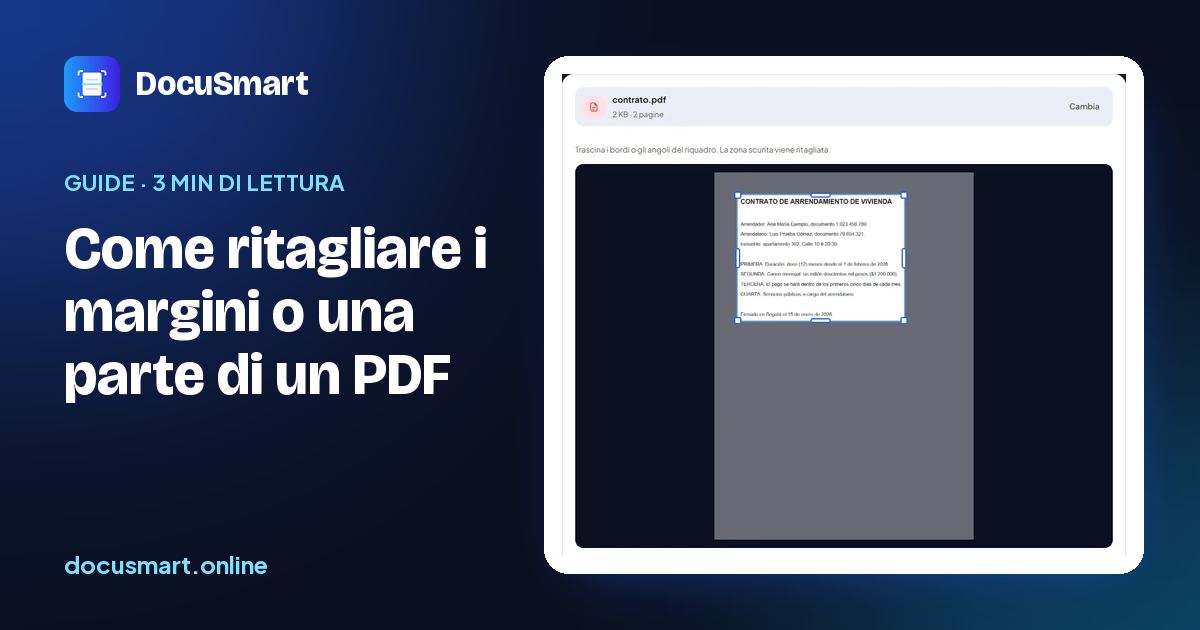 DocuSmart
GUIDE · 3 MIN DI LETTURA
Come ritagliare i
margini o una
parte di un PDF
docusmart.online
contrato.pdf
2 KB · 2 pagine
Cambia
Trascina i bordi o gli angoli del riquadro. La zona scurita viene ritagliata.
CONTRATO DE ARRENDAMIENTO DE VIVIENDA
Arrendador: Ana María Ejemplo, documento 1.023.456.789
Arrendatario: Luis Prueba Gómez, documento 79.654.321.
Inmueble: apartamento 302, Calle 10 # 20-30.
PRIMERA. Duración: doce (12) meses desde el 1 de febrero de 2026.
SEGUNDA. Canon mensual: un millón doscientos mil pesos ($1.200.000).
TERCERA. El pago se hará dentro de los primeros cinco días de cada mes.
CUARTA. Servicios públicos a cargo del arrendatario.
Firmado en Bogotá el 15 de enero de 2026.